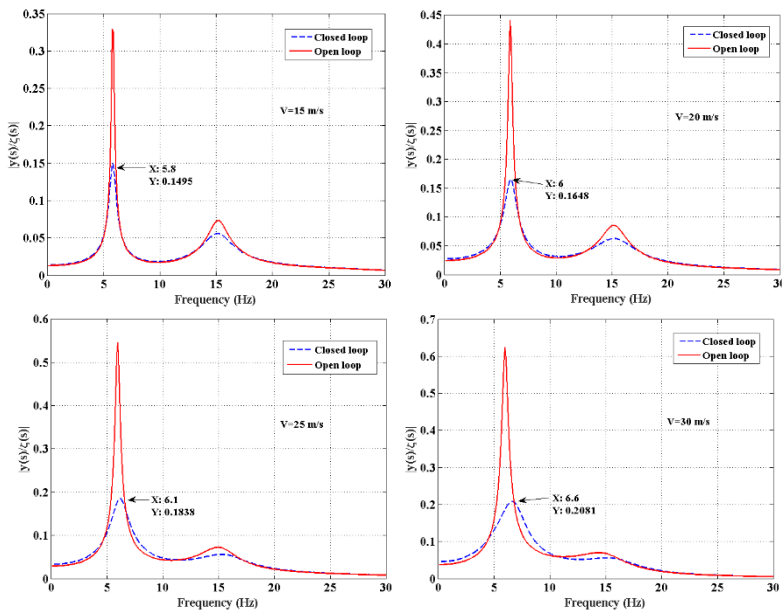 0.35
0.3
0.25
0.2
0.15
0.1
0.05
0
0 5 10 15 20 25 30
Frequency (Hz)
|y(s)/ζ(s)|
Closed loop
Open loop
V=15 m/s
X: 5.8
Y: 0.1495
0.45
0.4
0.35
0.3
0.25
0.2
0.15
0.1
0.05
0
0 5 10 15 20 25 30
Frequency (Hz)
|y(s)/ζ(s)|
Closed loop
Open loop
V=20 m/s
X: 6
Y: 0.1648
0.6
0.5
0.4
0.3
0.2
0.1
0
0 5 10 15 20 25 30
Frequency (Hz)
|y(s)/ζ(s)|
Closed loop
Open loop
V=25 m/s
X: 6.1
Y: 0.1838
0.7
0.6
0.5
0.4
0.3
0.2
0.1
0
0 5 10 15 20 25 30
Frequency (Hz)
|y(s)/ζ(s)|
Closed loop
Open loop
V=30 m/s
X: 6.6
Y: 0.2081